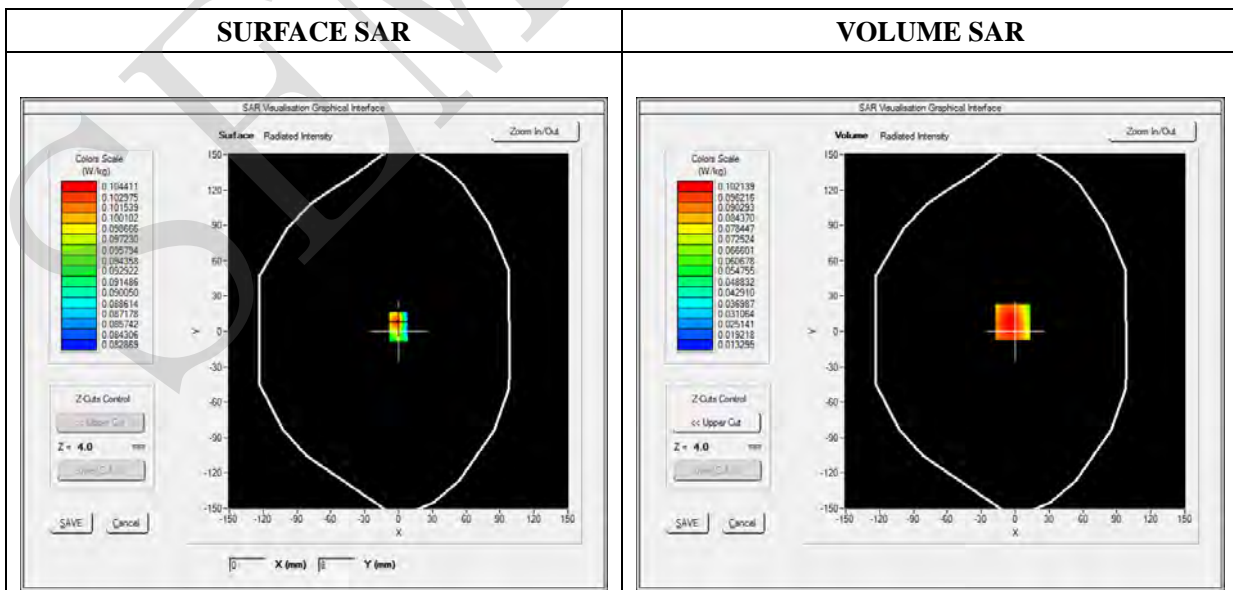 SURFACE SAR
VOLUME SAR
SAR Visualisation Graphical Interface
Surface Radiated Intensity
Zoom In/Out
Colors Scale
(W/kg)
0.104411
0.102975
0.101539
0.100102
0.098666
0.097230
0.095794
0.094358
0.092922
0.091486
0.090050
0.088614
0.087178
0.085742
0.084306
0.082869
Z-Cuts Control
<< Upper Cut
Z = 4.0 mm
SAVE
Cancel
150
120
90
60
30
0
-30
-60
-90
-120
-150
Y
-150 -120 -90 -60 -30 0 30 60 90 120 150
X
0 X (mm) 8 Y (mm)
SAR Visualisation Graphical Interface
Volume Radiated Intensity
Zoom In/Out
Colors Scale
(W/kg)
0.102139
0.096216
0.090293
0.084370
0.078447
0.072524
0.066601
0.060678
0.054755
0.048832
0.042910
0.036987
0.031064
0.025141
0.019218
0.013295
Z-Cuts Control
<< Upper Cut
Z = 4.0 mm
SAVE
Cancel
150
120
90
60
30
0
-30
-60
-90
-120
-150
Y
-150 -120 -90 -60 -30 0 30 60 90 120 150
X